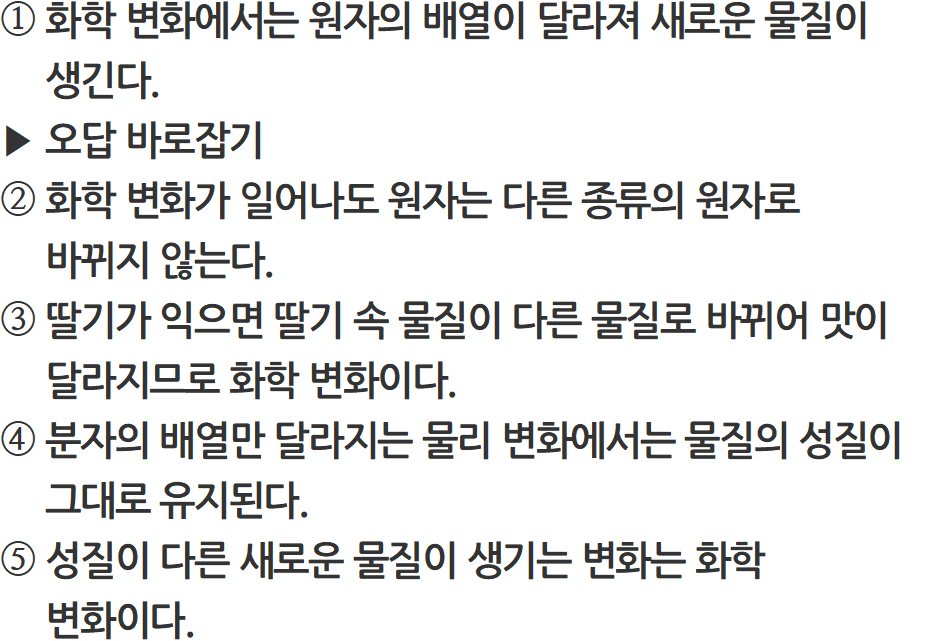 ① 화학 변화에서는 원자의 배열이 달라져 새로운 물질이
생긴다.
▶ 오답 바로잡기
② 화학 변화가 일어나도 원자는 다른 종류의 원자로
바뀌지 않는다.
③ 딸기가 익으면 딸기 속 물질이 다른 물질로 바뀌어 맛이
달라지므로 화학 변화이다.
④ 분자의 배열만 달라지는 물리 변화에서는 물질의 성질이
그대로 유지된다.
⑤ 성질이 다른 새로운 물질이 생기는 변화는 화학
변화이다.